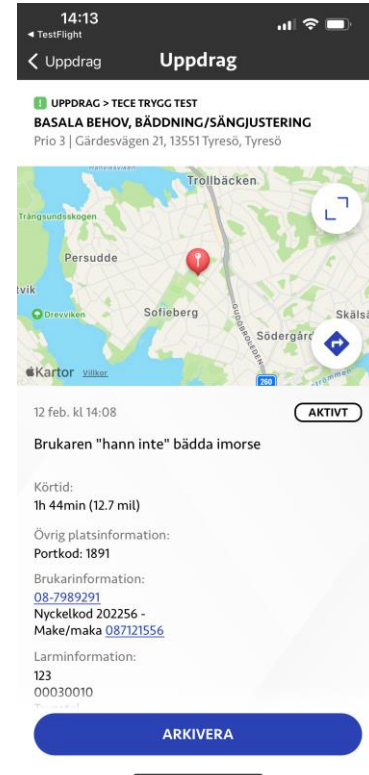 14:13
◂ TestFlight
Uppdrag
Uppdrag
UPPDRAG > TECE TRYGG TEST
BASALA BEHOV, BÄDDNING/SÄNGJUSTERING
Prio 3 | Gärdesvägen 21, 13551 Tyresö, Tyresö
Trollbäcken
Trångsundsskogen
Persudde
tvik
Drevviken
Sofieberg
GUDÖBROLEDEN
Skälsä
Södergård
Kartor
Villkor
260
12 feb. kl 14:08
AKTIVT
Brukaren "hann inte" bädda imorse
Körtid:
1h 44min (12.7 mil)
Övrig platsinformation:
Portkod: 1891
Brukarinformation:
08-7989291
Nyckelkod 202256 -
Make/maka 087121556
Larminformation:
123
00030010
ARKIVERA